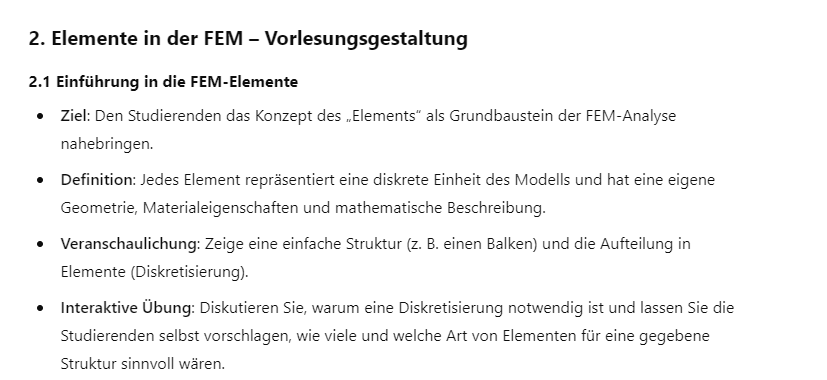 2. Elemente in der FEM – Vorlesungsgestaltung
2.1 Einführung in die FEM-Elemente
• Ziel: Den Studierenden das Konzept des „Elements“ als Grundbaustein der FEM-Analyse
nahebringen.
• Definition: Jedes Element repräsentiert eine diskrete Einheit des Modells und hat eine eigene
Geometrie, Materialeigenschaften und mathematische Beschreibung.
• Veranschaulichung: Zeige eine einfache Struktur (z. B. einen Balken) und die Aufteilung in
Elemente (Diskretisierung).
• Interaktive Übung: Diskutieren Sie, warum eine Diskretisierung notwendig ist und lassen Sie die
Studierenden selbst vorschlagen, wie viele und welche Art von Elementen für eine gegebene
Struktur sinnvoll wären.